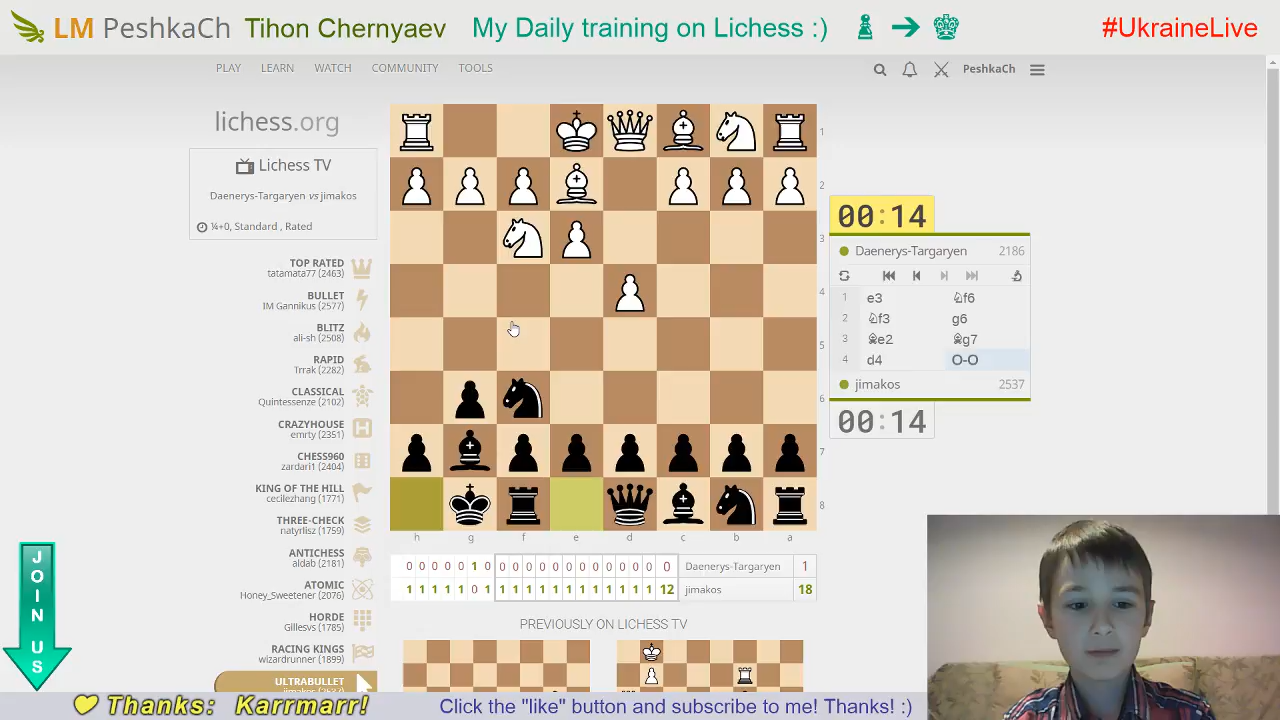 LM PeshkaCh Tihon Chernyaev My Daily training on Lichess :) #UkraineLive
PLAY LEARN WATCH COMMUNITY TOOLS PeshkaCh
lichess.org
Lichess TV
Daenerys-Targaryen vs jimakos
¼+0, Standard , Rated
TOP RATED
tatamata77 (2463)
BULLET
IM Gannikus (2577)
BLITZ
ali-sh (2508)
RAPID
Trrak (2282)
CLASSICAL
Quintessenze (2102)
CRAZYHOUSE
emrty (2351)
CHESS960
zardari1 (2404)
KING OF THE HILL
cecilezhang (1771)
THREE-CHECK
natyrlisz (1759)
ANTICHESS
aldab (2181)
ATOMIC
Honey_Sweetener (2076)
HORDE
Gillesvs (1785)
RACING KINGS
wizardrunner (1899)
ULTRABULLET
1
2
3
4
5
6
7
8
h g f e d c b a
00:14
Daenerys-Targaryen 2186
1 e3 ♘f6
2 ♘f3 g6
3 ♗e2 ♗g7
4 d4 O-O
jimakos 2537
00:14
0 0 0 0 0 1 0 0 0 0 0 0 0 0 0 0 0 0 0 0 Daenerys-Targaryen 1
1 1 1 1 1 0 1 1 1 1 1 1 1 1 1 1 1 1 1 12 jimakos 18
PREVIOUSLY ON LICHESS TV
JOIN US
Thanks: Karrmarr!
Click the "like" button and subscribe to me! Thanks! :)